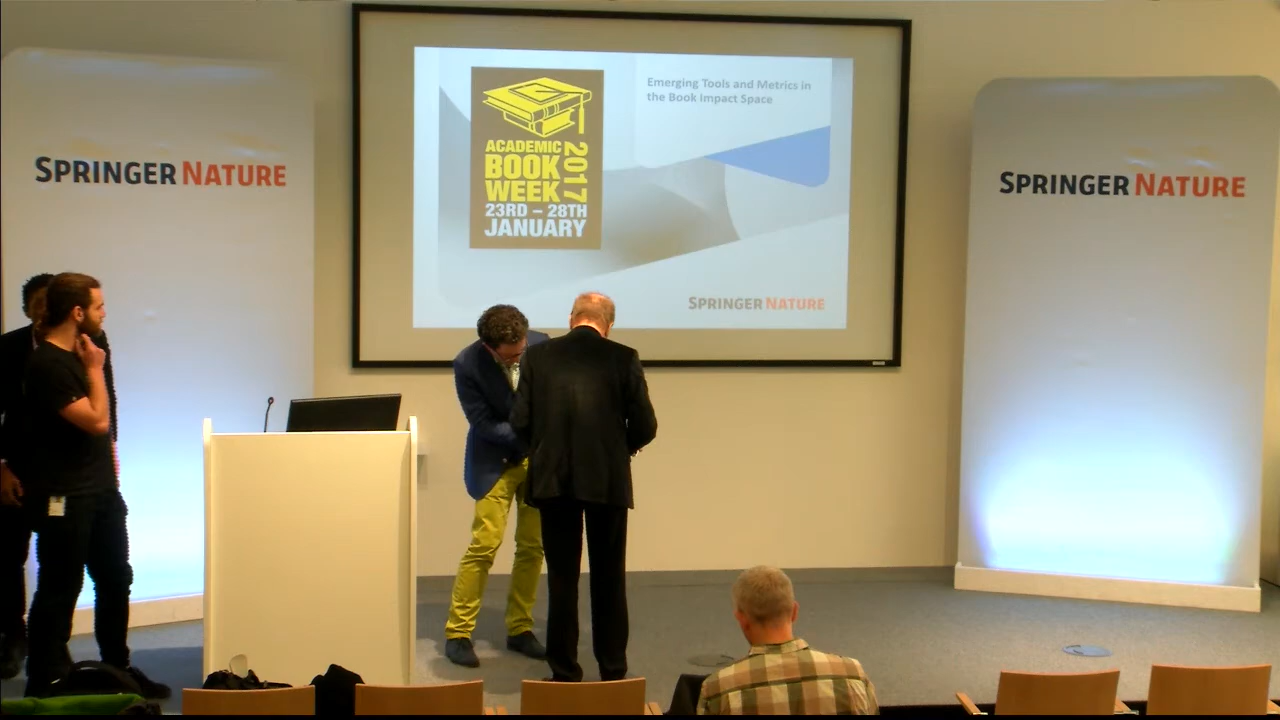 SPRINGER NATURE
ACADEMIC
BOOK
WEEK
2017
23RD – 28TH
JANUARY
Emerging Tools and Metrics in
the Book Impact Space
SPRINGER NATURE
SPRINGER NATURE